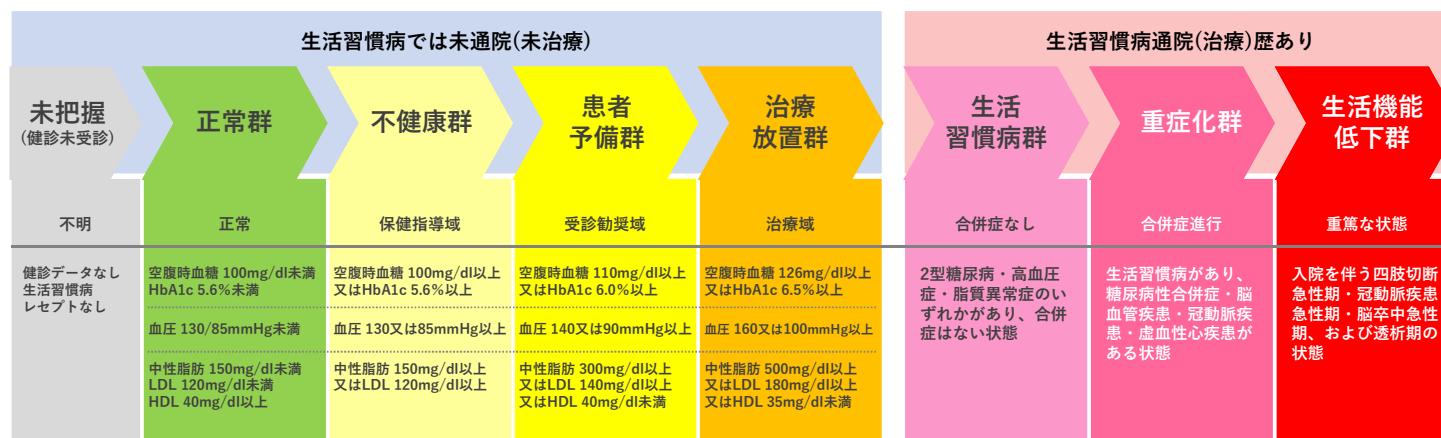 生活習慣病では未通院(未治療)
生活習慣病通院(治療)歴あり
未把握
(健診未受診)
正常群
不健康群
患者
予備群
治療
放置群
生活
習慣病群
重症化群
生活機能
低下群
不明
正常
保健指導域
受診勧奨域
治療域
合併症なし
合併症進行
重篤な状態
健診データなし
生活習慣病
レセプトなし
空腹時血糖 100mg/dl未満
HbA1c 5.6%未満
血圧 130/85mmHg未満
中性脂肪 150mg/dl未満
LDL 120mg/dl未満
HDL 40mg/dl以上
空腹時血糖 100mg/dl以上
又はHbA1c 5.6%以上
血圧 130又は85mmHg以上
中性脂肪 150mg/dl以上
又はLDL 120mg/dl以上
空腹時血糖 110mg/dl以上
又はHbA1c 6.0%以上
血圧 140又は90mmHg以上
中性脂肪 300mg/dl以上
又はLDL 140mg/dl以上
又はHDL 40mg/dl未満
空腹時血糖 126mg/dl以上
又はHbA1c 6.5%以上
血圧 160又は100mmHg以上
中性脂肪 500mg/dl以上
又はLDL 180mg/dl以上
又はHDL 35mg/dl未満
2型糖尿病・高血圧
症・脂質異常症のい
ずれかがあり、合併
症はない状態
生活習慣病があり、
糖尿病性合併症・脳
血管疾患・冠動脈疾
患・虚血性心疾患が
ある状態
入院を伴う四肢切断
急性期・冠動脈疾患
急性期・脳卒中急性
期、および透析期の
状態